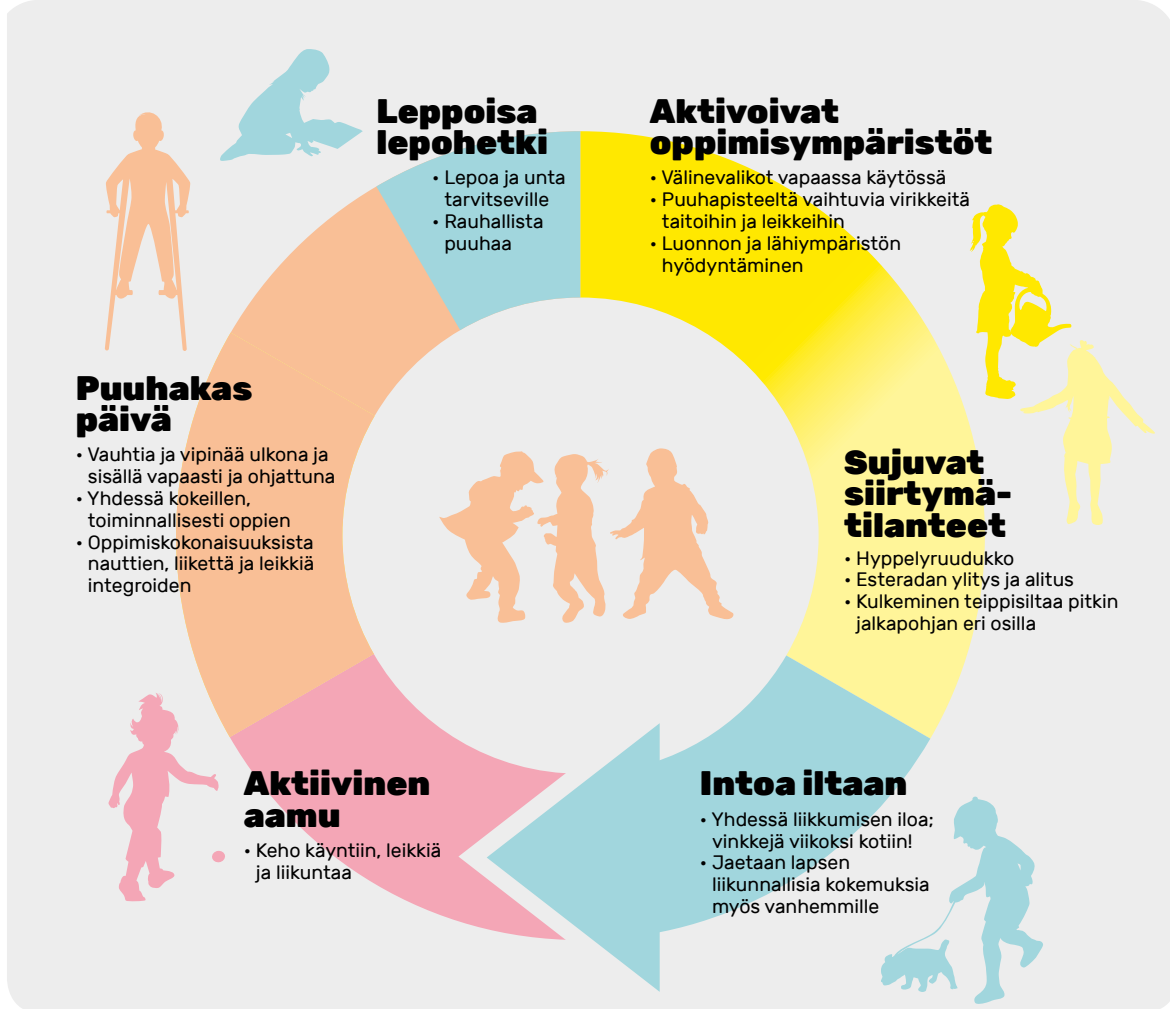 Leppoisa
lepohetki
• Lepoa ja unta
tarvitseville
• Rauhallista
puuhaa
Aktivoivat
oppimisympäristöt
• Välinevalikot vapaassa käytössä
• Puuhapisteeltä vaihtuvia virikkeitä
taitoihin ja leikkeihin
• Luonnon ja lähiympäristön
hyödyntäminen
Puuhakas
päivä
• Vauhtia ja vipinää ulkona ja
sisällä vapaasti ja ohjattuna
• Yhdessä kokeillen,
toiminnallisesti oppien
• Oppimiskokonaisuuksista
nauttien, liikettä ja leikkiä
integroiden
Sujuvat
siirtymä-
tilanteet
• Hyppelyruudukko
• Esteradan ylitys ja alitus
• Kulkeminen teippisiltaa pitkin
jalkapohjan eri osilla
Aktiivinen
aamu
• Keho käyntiin, leikkiä
ja liikuntaa
Intoa iltaan
• Yhdessä liikkumisen iloa;
vinkkejä viikoksi kotiin!
• Jaetaan lapsen
liikunnallisia kokemuksia
myös vanhemmille